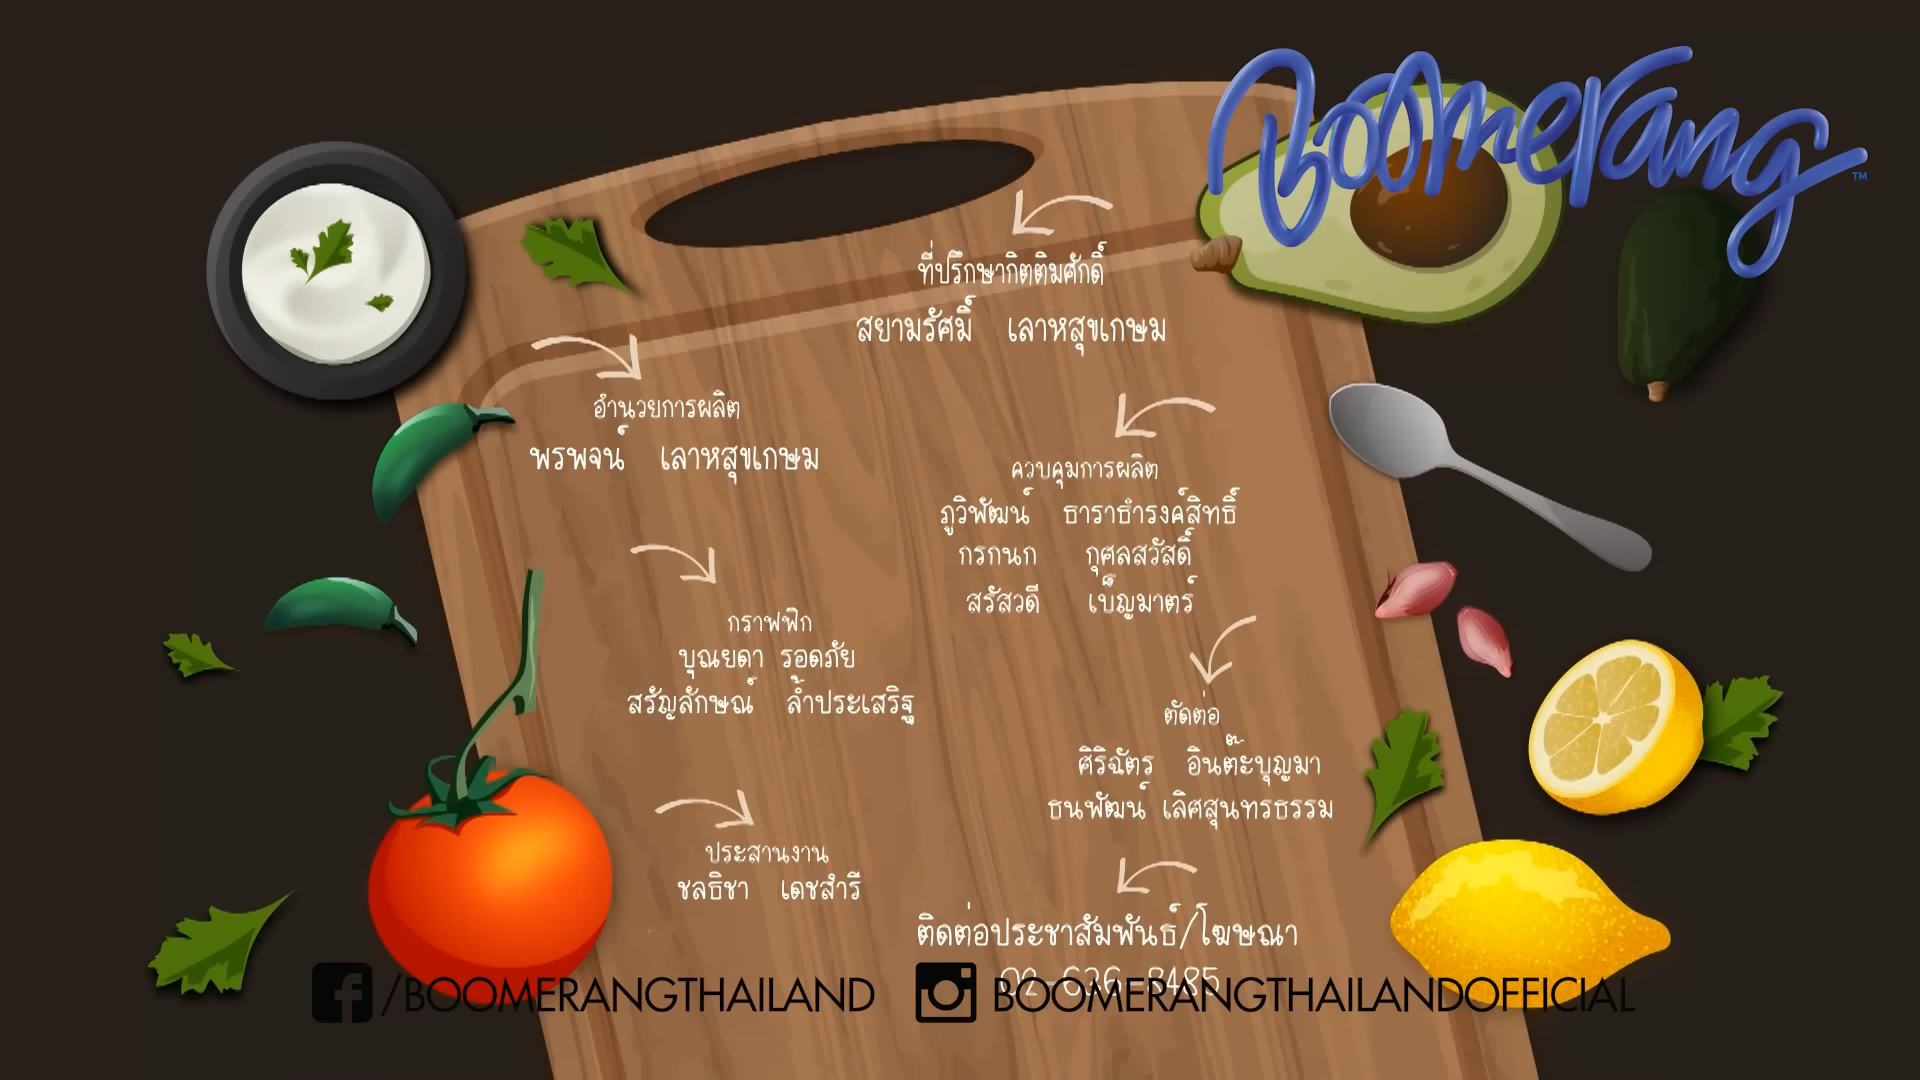 Boomerang™
ที่ปรึกษากิตติมศักดิ์
สยามรัศมิ์ เลาหสุขเกษม
อำนวยการผลิต
พรพจน์ เลาหสุขเกษม
ควบคุมการผลิต
ภูวิพัฒน์ ธาราธำรงค์สิทธิ์
กรกนก กุศลสวัสดิ์
สรัสวดี เบ็ญมาตร์
กราฟฟิก
บุณยดา รอดภัย
สรัญลักษณ์ ล้ำประเสริฐ
ตัดต่อ
ศิริฉัตร อินต๊ะบุญมา
ธนพัฒน์ เลิศสุนทรธรรม
ประสานงาน
ชลธิชา เดชสำรี
ติดต่อประชาสัมพันธ์/โฆษณา
02-636-8485
/BOOMERANGTHAILAND
BOOMERANGTHAILANDOFFICIAL